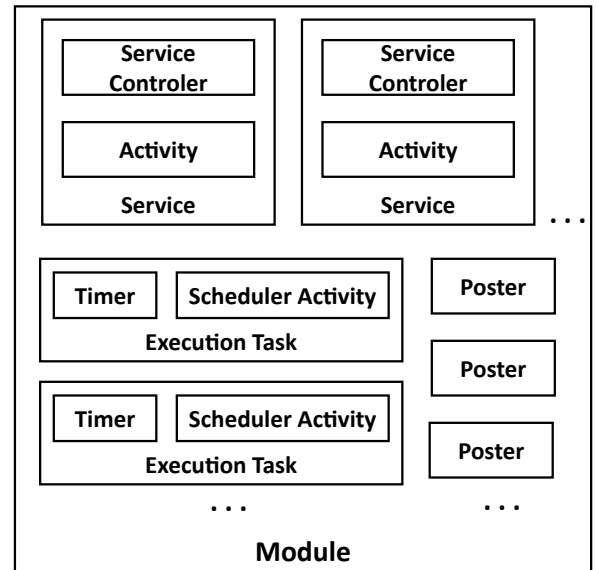 Service
Controler
Activity
Service
Service
Controler
Activity
Service
. . .
Timer
Scheduler Activity
Execution Task
Poster
Poster
Timer
Scheduler Activity
Execution Task
Poster
. . .
. . .
Module